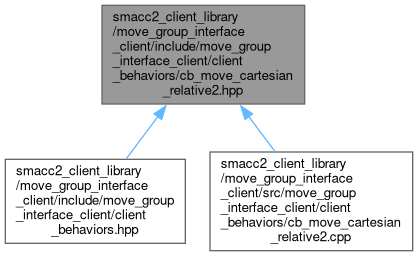 smacc2_client_library
/move_group_interface
_client/include/move_group
_interface_client/client
_behaviors/cb_move_cartesian
_relative2.hpp
smacc2_client_library
/move_group_interface
_client/include/move_group
_interface_client/client
_behaviors.hpp
smacc2_client_library
/move_group_interface
_client/src/move_group
_interface_client/client
_behaviors/cb_move_cartesian
_relative2.cpp